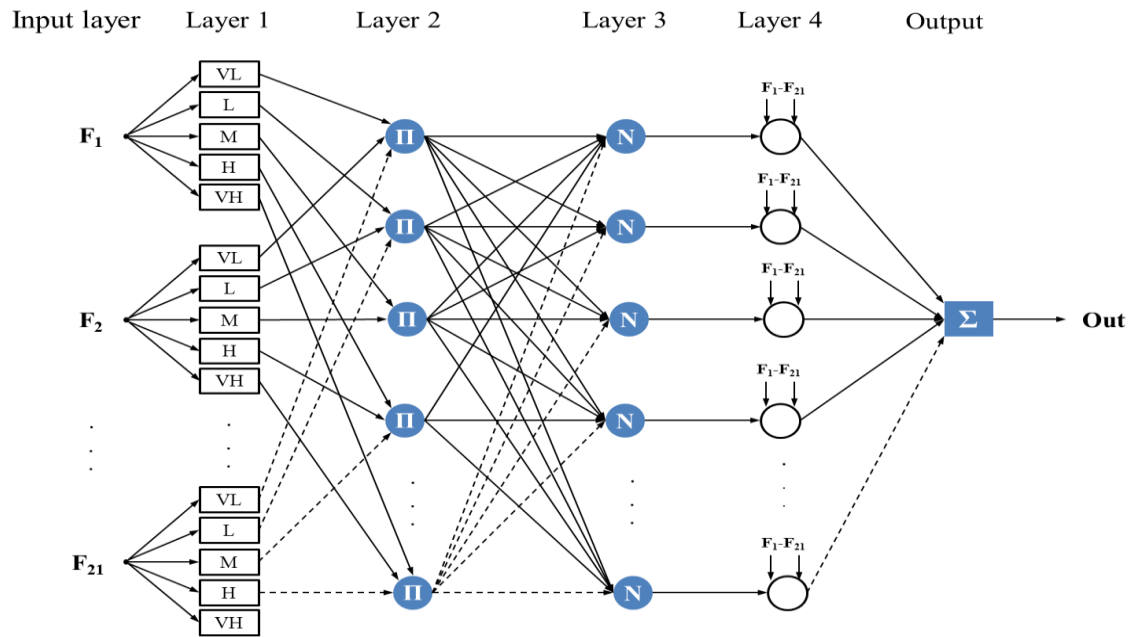 Input layer Layer 1 Layer 2 Layer 3 Layer 4 Output
VL
L
F₁ M
H
VH
VL
L
F₂ M
H
VH
VL
L
F₂₁ M
H
VH
Π
Π
Π
Π
Π
N
N
N
N
N
F₁-F₂₁
F₁-F₂₁
F₁-F₂₁
F₁-F₂₁
F₁-F₂₁
Σ Out